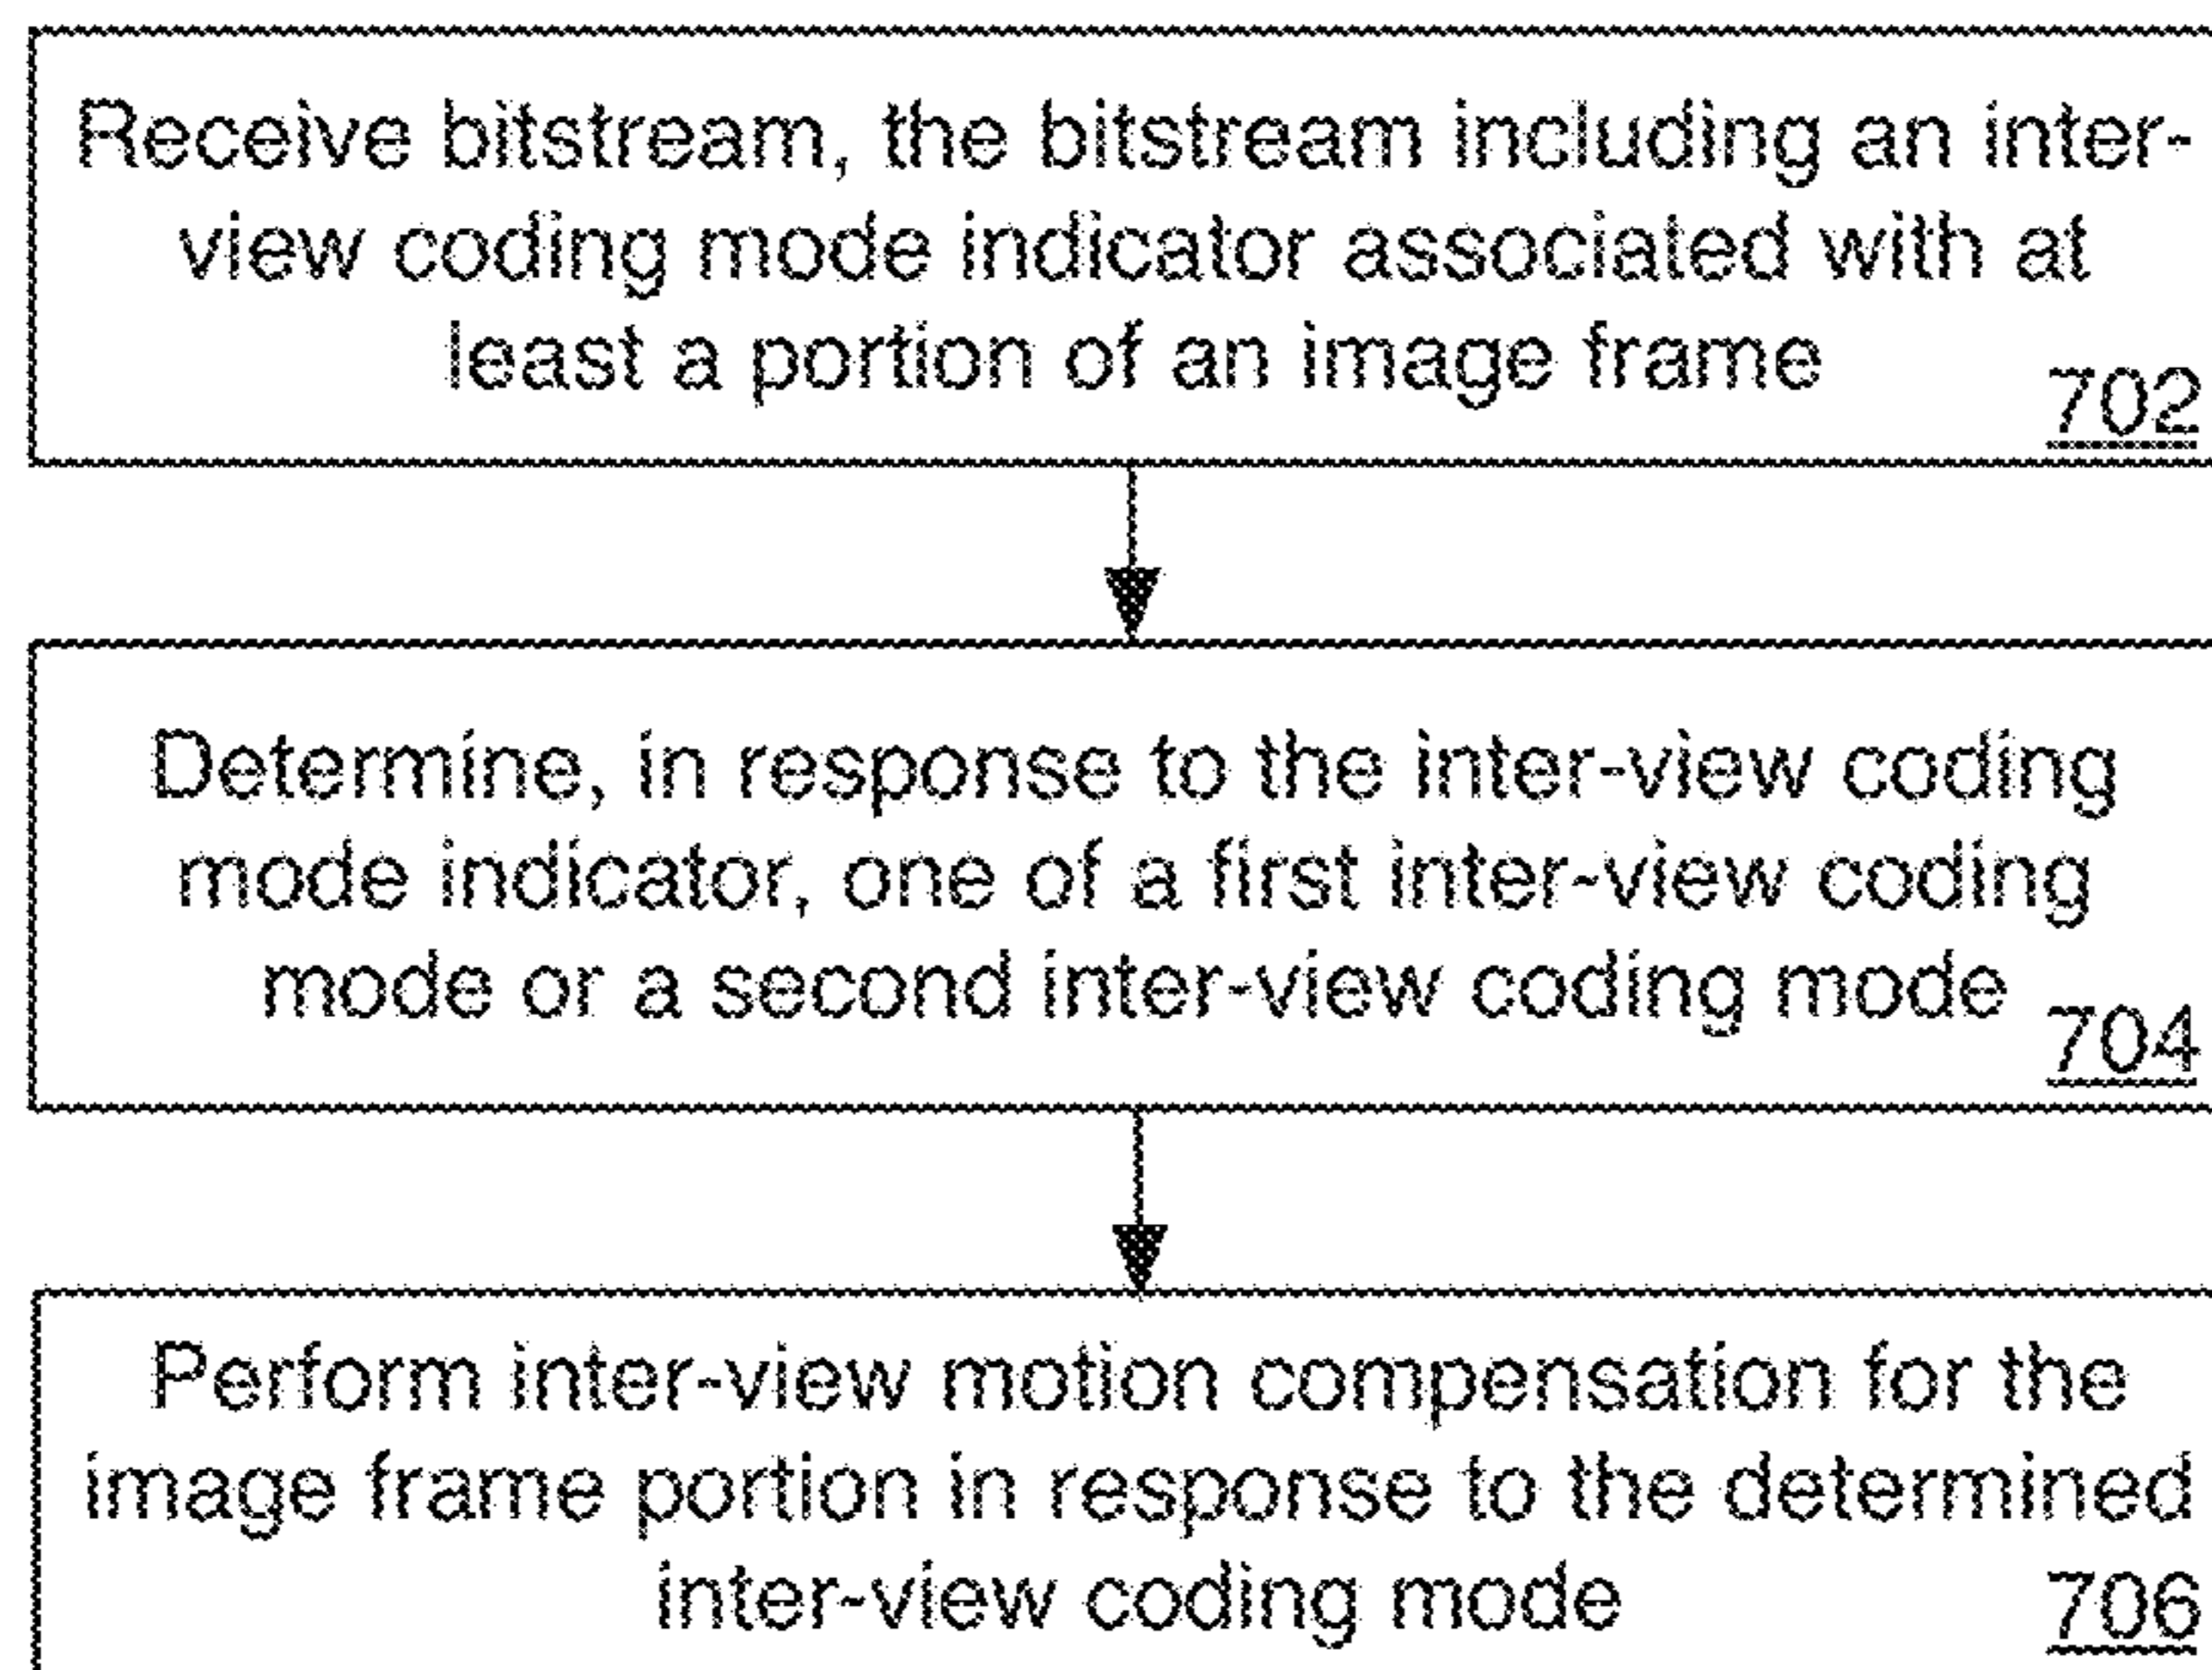 Receive bitstream, the bitstream including an inter-
view coding mode indicator associated with at
least a portion of an image frame
702
Determine, in response to the inter-view coding
mode indicator, one of a first inter-view coding
mode or a second inter-view coding mode
704
Perform inter-view motion compensation for the
image frame portion in response to the determined
inter-view coding mode
706